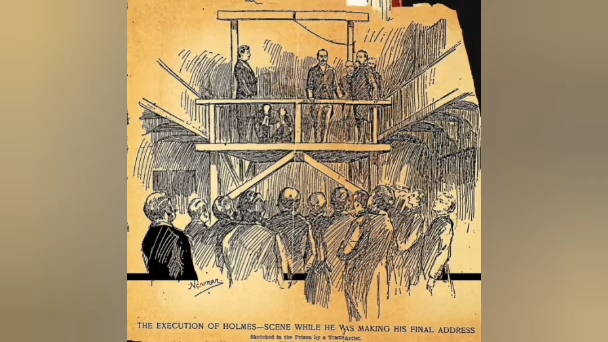 Newman
THE EXECUTION OF HOLMES—SCENE WHILE HE WAS MAKING HIS FINAL ADDRESS
Sketched in the Prison by a TIMES Artist.